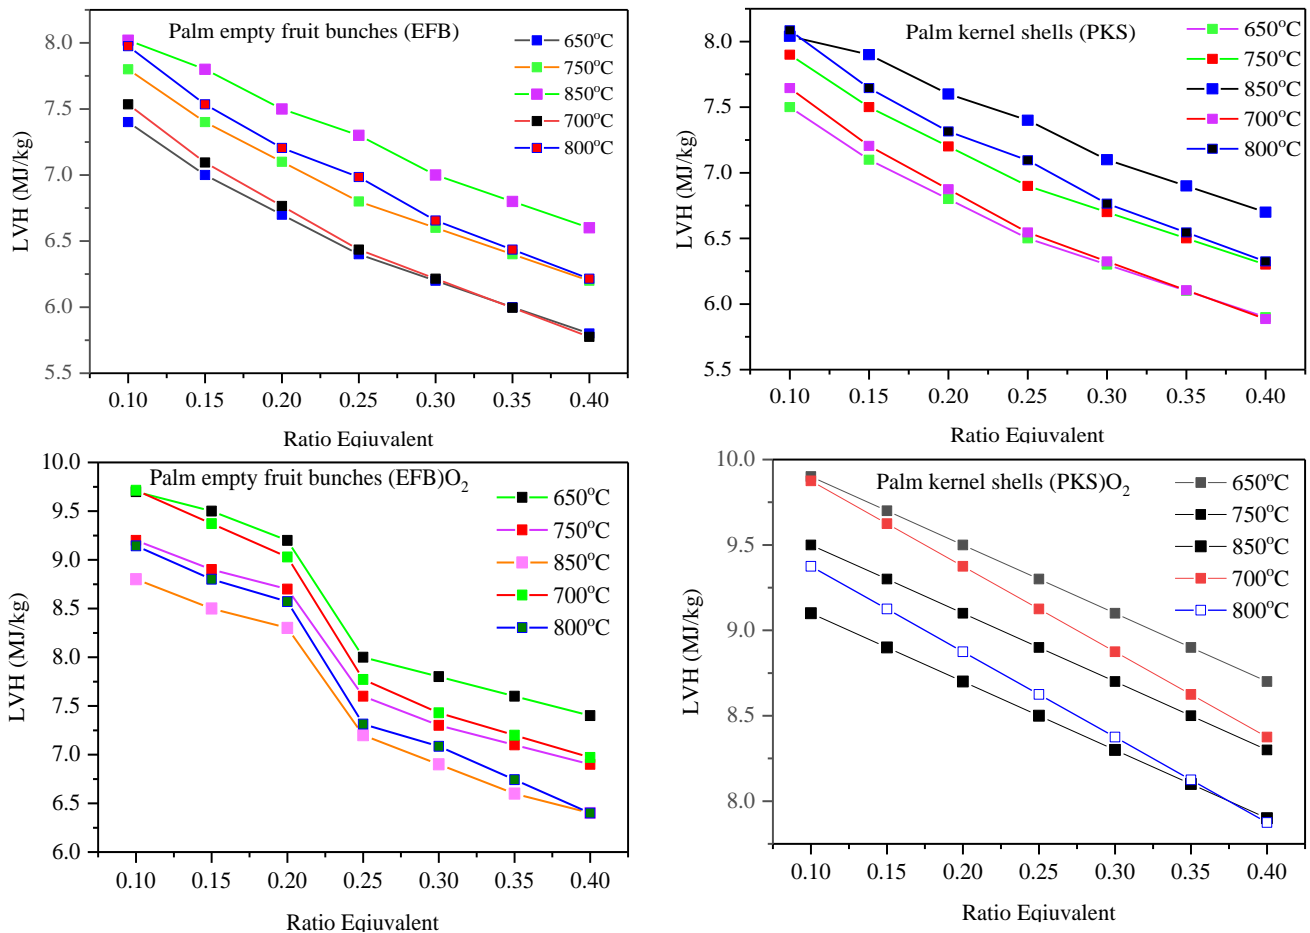 Palm empty fruit bunches (EFB)
650°C
750°C
850°C
700°C
800°C
LVH (MJ/kg)
8.0
7.5
7.0
6.5
6.0
5.5
0.10 0.15 0.20 0.25 0.30 0.35 0.40
Ratio Eqiuvalent
Palm kernel shells (PKS)
650°C
750°C
850°C
700°C
800°C
LVH (MJ/kg)
8.0
7.5
7.0
6.5
6.0
5.5
0.10 0.15 0.20 0.25 0.30 0.35 0.40
Ratio Eqiuvalent
Palm empty fruit bunches (EFB)O₂
650°C
750°C
850°C
700°C
800°C
LVH (MJ/kg)
10.0
9.5
9.0
8.5
8.0
7.5
7.0
6.5
6.0
0.10 0.15 0.20 0.25 0.30 0.35 0.40
Ratio Eqiuvalent
Palm kernel shells (PKS)O₂
650°C
750°C
850°C
700°C
800°C
LVH (MJ/kg)
10.0
9.5
9.0
8.5
8.0
0.10 0.15 0.20 0.25 0.30 0.35 0.40
Ratio Eqiuvalent